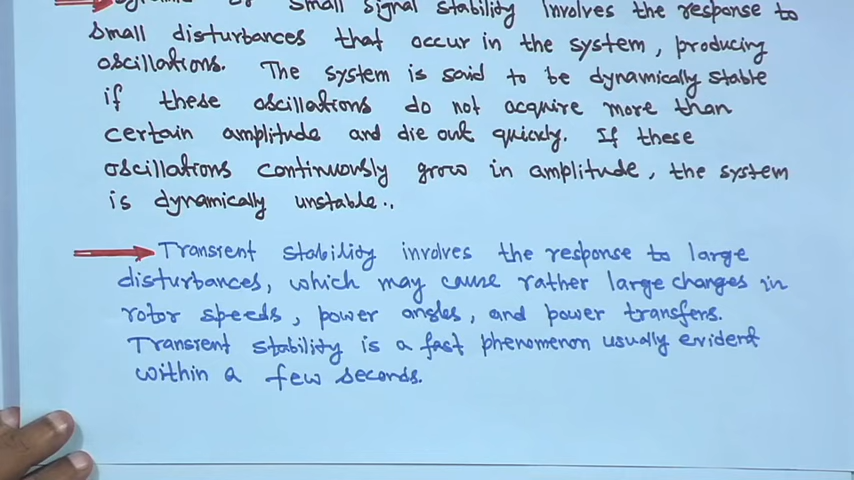 small signal stability involves the response to
small disturbances that occur in the system, producing
oscillations. The system is said to be dynamically stable
if these oscillations do not acquire more than
certain amplitude and die out quickly. If these
oscillations continuously grow in amplitude, the system
is dynamically unstable..
Transient stability involves the response to large
disturbances, which may cause rather large changes in
rotor speeds, power angles, and power transfers.
Transient stability is a fast phenomenon usually evident
within a few seconds.